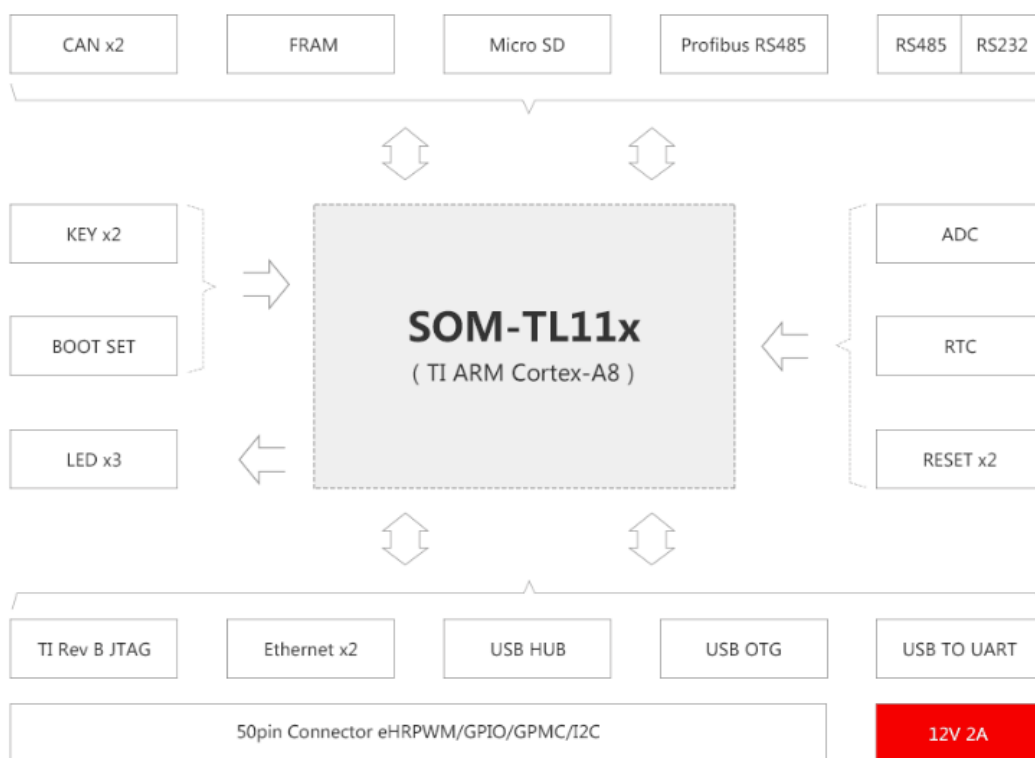 CAN x2
FRAM
Micro SD
Profibus RS485
RS485
RS232
KEY x2
ADC
SOM-TL11x
( TI ARM Cortex-A8 )
BOOT SET
RTC
LED x3
RESET x2
TI Rev B JTAG
Ethernet x2
USB HUB
USB OTG
USB TO UART
50pin Connector eHRPWM/GPIO/GPMC/I2C
12V 2A